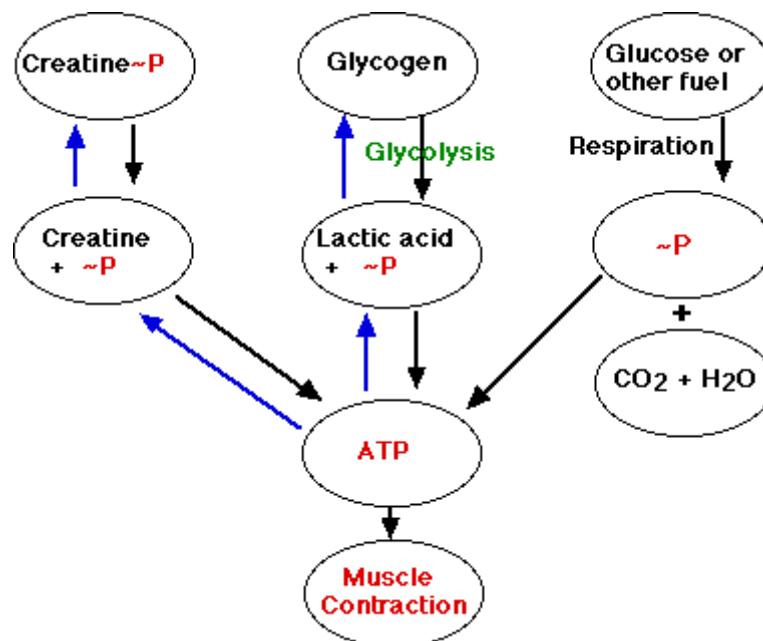 Creatine~P
Glycogen
Glucose or
other fuel
Glycolysis
Respiration
Creatine
+ ~P
Lactic acid
+ ~P
~P
+
CO2 + H2O
ATP
Muscle
Contraction